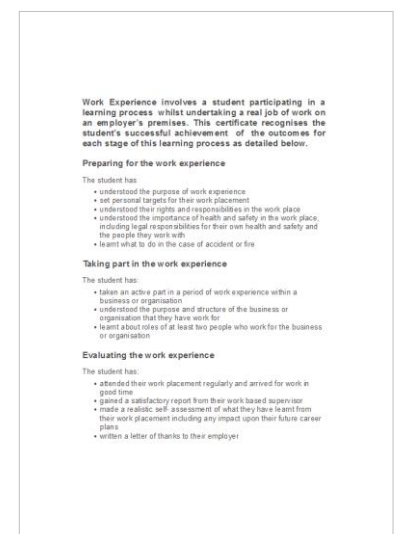 Work Experience involves a student participating in a
learning process whilst undertaking a real job of work on
an employer's premises. This certificate recognises the
student's successful achievement of the outcomes for
each stage of this learning process as detailed below.
Preparing for the work experience
The student has
• understood the purpose of work experience
• set personal targets for their work placement
• understood their rights and responsibilities in the work place
• understood the importance of health and safety in the work place,
including legal responsibilities for their own health and safety and
the people they work with
• learnt what to do in the case of accident or fire
Taking part in the work experience
The student has:
• taken an active part in a period of work experience within a
business or organisation
• understood the purpose and structure of the business or
organisation that they have work for
• learnt about roles of at least two people who work for the business
or organisation
Evaluating the work experience
The student has:
• attended their work placement regularly and arrived for work in
good time
• gained a satisfactory report from their work based supervisor
• made a realistic self- assessment of what they have learnt from
their work placement including any impact upon their future career
plans
• written a letter of thanks to their employer